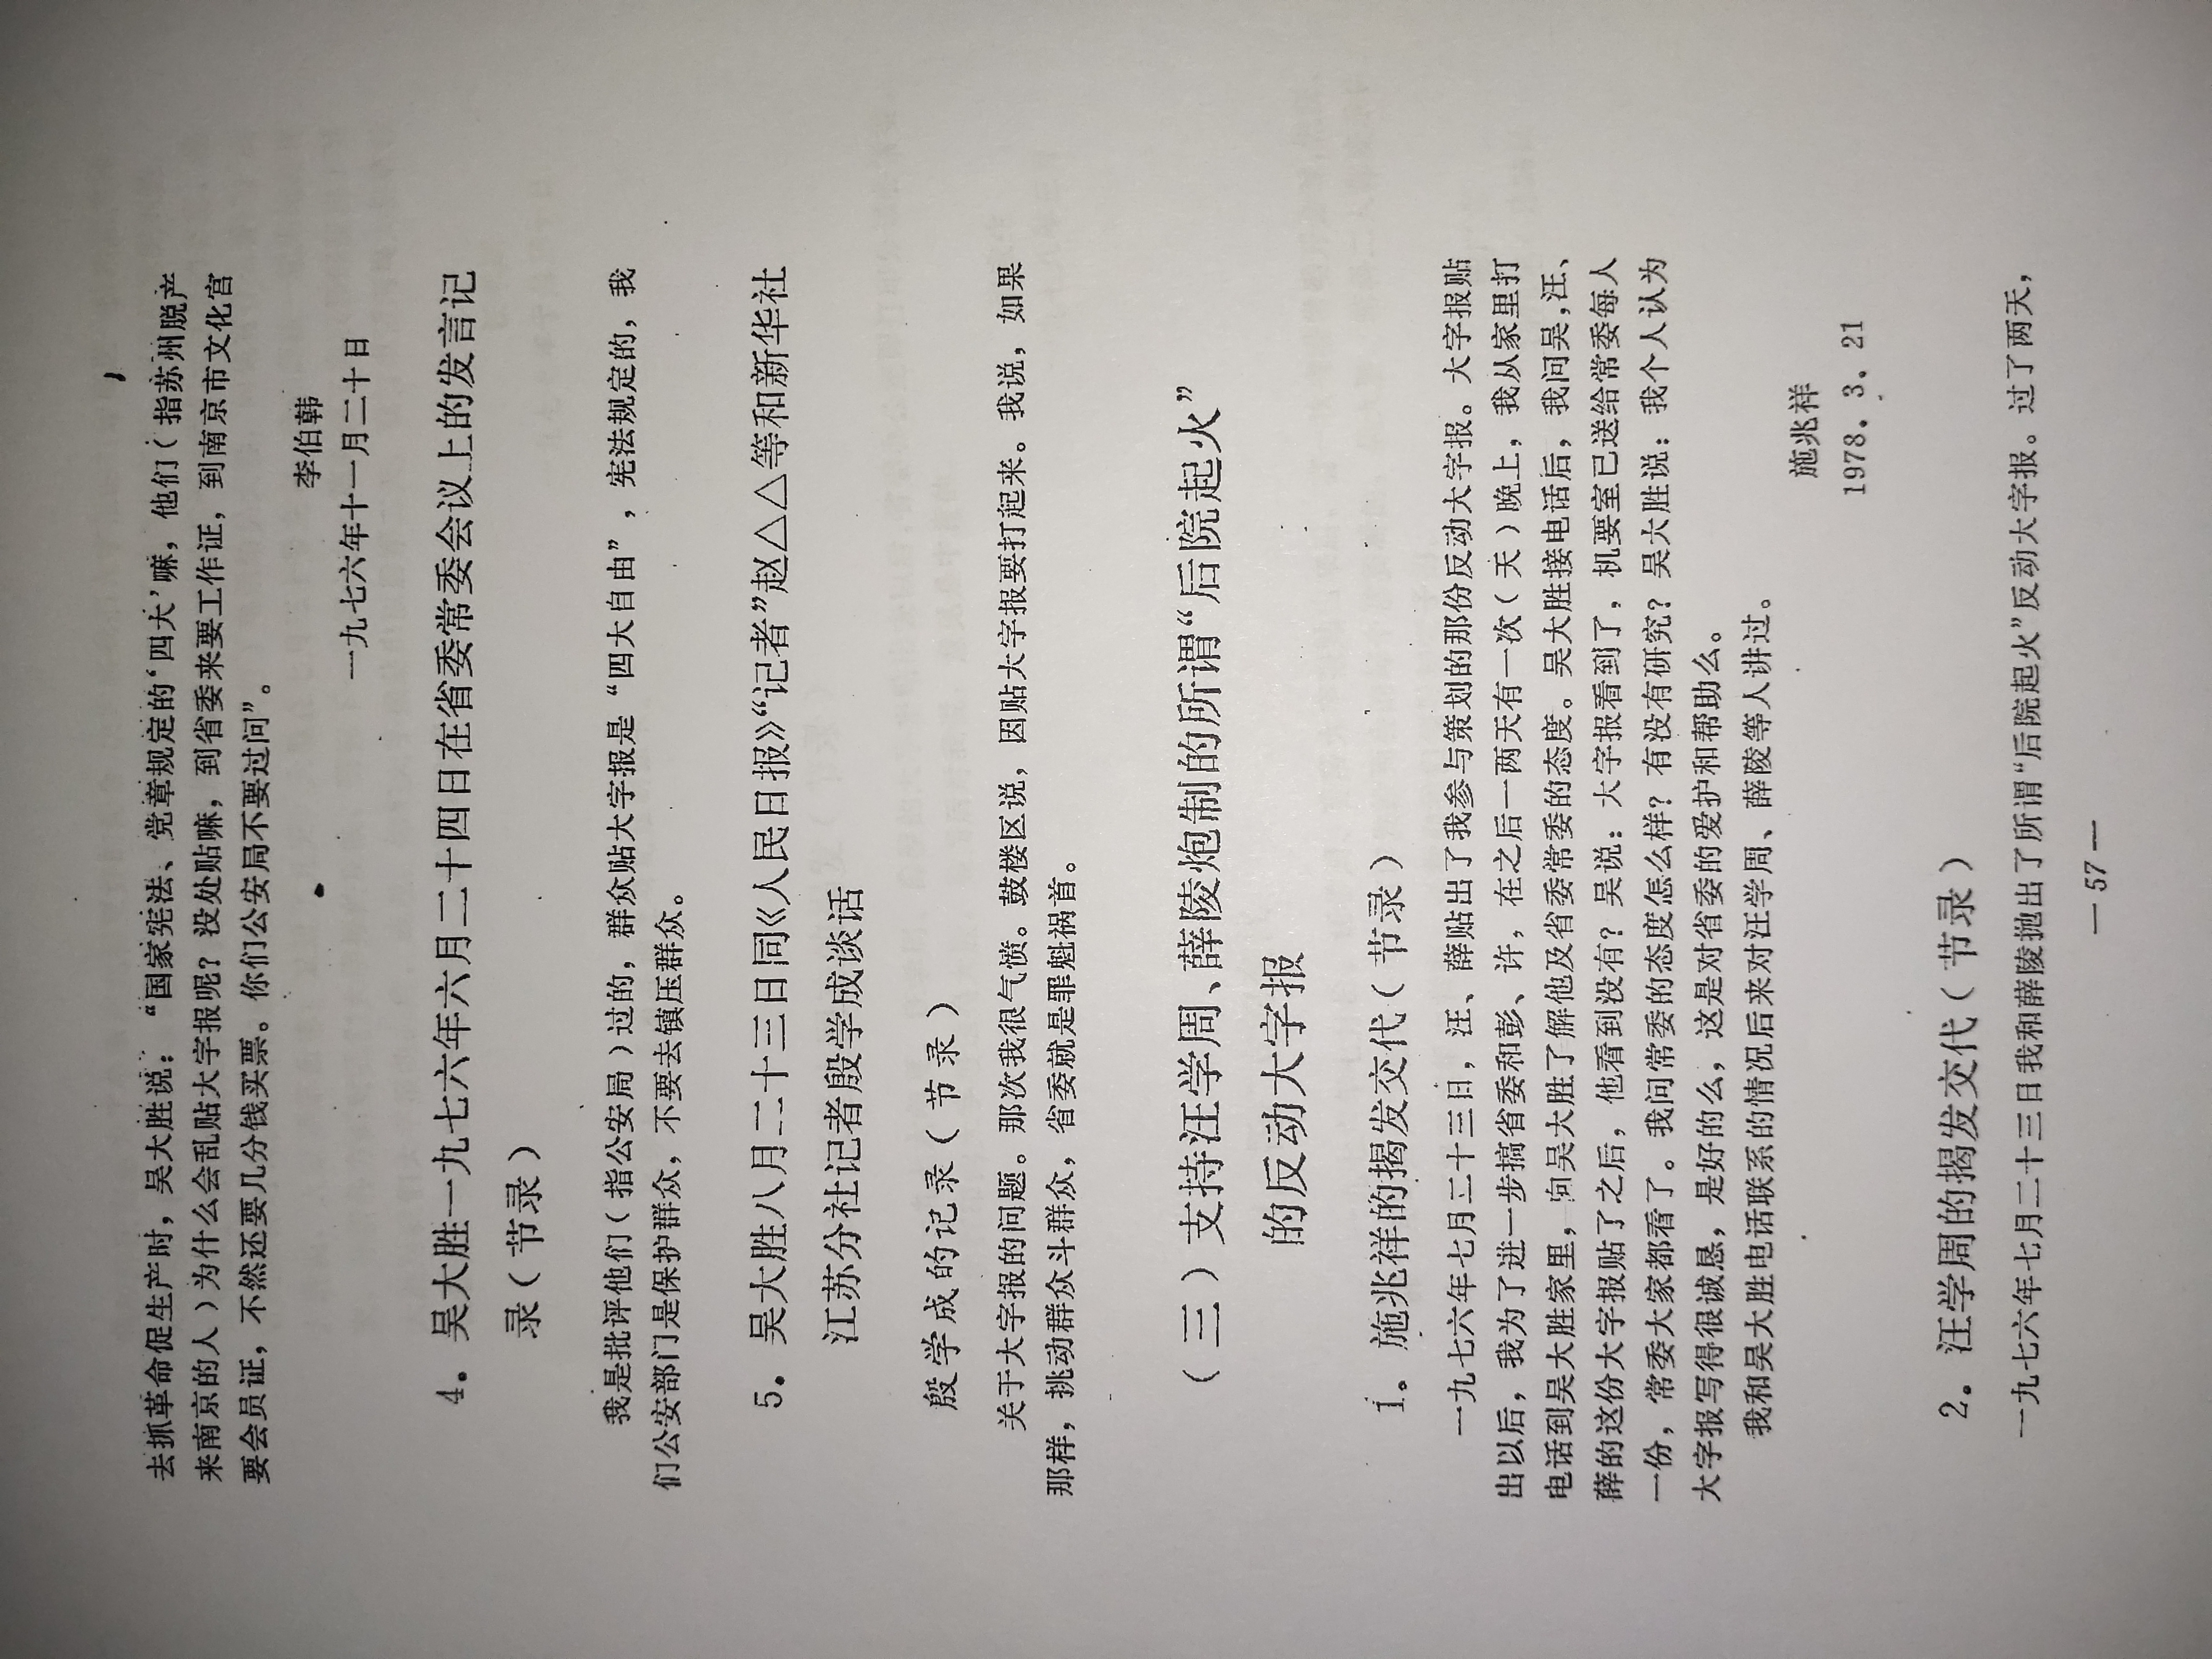 去抓革命促生产时，吴大胜说：“国家宪法、党章规定的‘四大’嘛，他们（指苏州脱产
来南京的人）为什么会乱贴大字报呢？没处贴嘛，到省委来要工作证，到南京市文化宫
要会员证，不然还要几分钱买票。你们公安局不要过问”。
李伯韩
一九七六年十一月二十日
4．吴大胜一九七六年六月二十四日在省委常委会议上的发言记
录（节录）
我是批评他们（指公安局）过的，群众贴大字报是“四大自由”，宪法规定的，我
们公安部门是保护群众，不要去镇压群众。
5．吴大胜八月二十三日同《人民日报》“记者”赵△△等和新华社
江苏分社记者殷学成谈话
殷学成的记录（节录）
关于大字报的问题。那次我很气愤。鼓楼区说，因贴大字报要打起来。我说，如果
那样，挑动群众斗群众，省委就是罪魁祸首。
（三）支持汪学周、薛陵炮制的所谓“后院起火”
的反动大字报
1．施兆祥的揭发交代（节录）
一九七六年七月二十三日，汪、薛贴出了我参与策划的那份反动大字报。大字报贴
出以后，我为了进一步搞省委和彭、许，在之后一两天有一次（天）晚上，我从家里打
电话到吴大胜家里，向吴大胜了解他及省委常委的态度。吴大胜接电话后，我问吴，汪、
薛的这份大字报贴了之后，他看到没有？吴说：大字报看到了，机要室已送给常委每人
一份，常委大家都看了。我问常委的态度怎么样？有没有研究？吴大胜说：我个人认为
大字报写得很诚恳，是好的么，这是对省委的爱护和帮助么。
我和吴大胜电话联系的情况后来对汪学周、薛陵等人讲过。
施兆祥
1978．3．21
2．汪学周的揭发交代（节录）
一九七六年七月二十三日我和薛陵抛出了所谓“后院起火”反动大字报。过了两天，
— 57 —